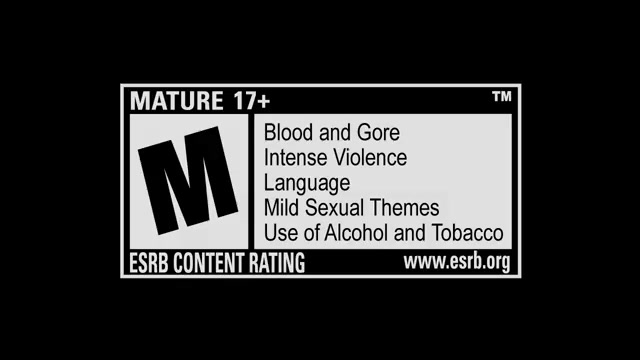 MATURE 17+ ™
M
Blood and Gore
Intense Violence
Language
Mild Sexual Themes
Use of Alcohol and Tobacco
ESRB CONTENT RATING www.esrb.org